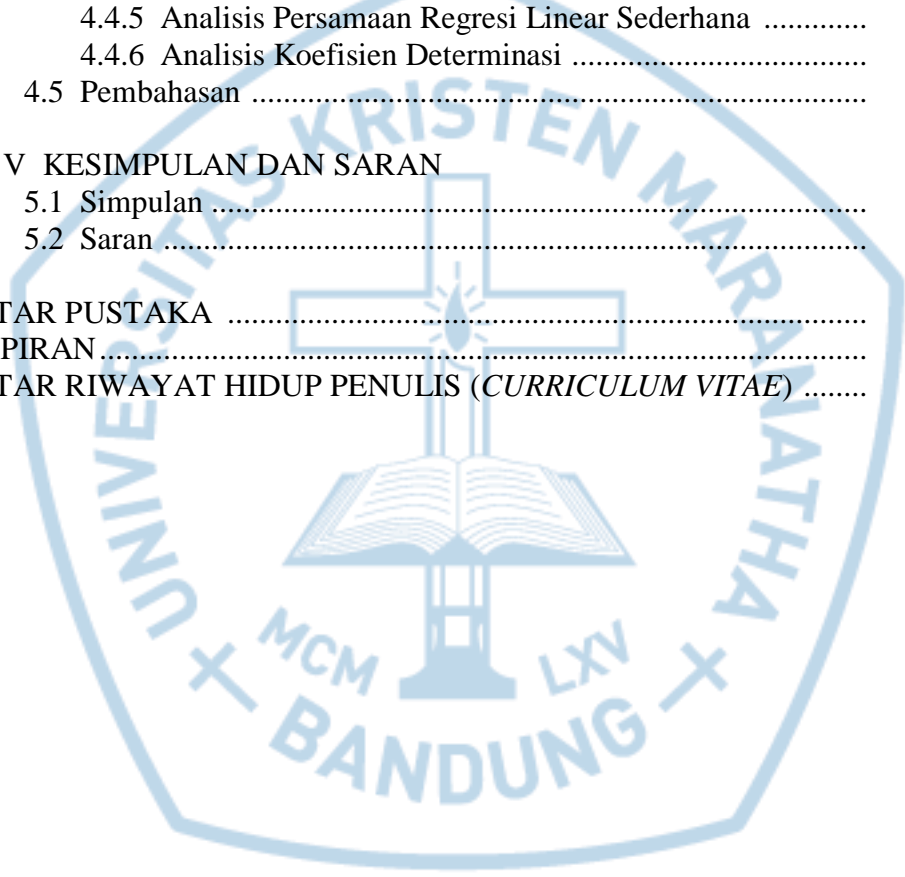 4.4.5 Analisis Persamaan Regresi Linear Sederhana .............
4.4.6 Analisis Koefisien Determinasi .....................................
4.5 Pembahasan ..............................................................................
V KESIMPULAN DAN SARAN
5.1 Simpulan ...................................................................................
5.2 Saran .........................................................................................
TAR PUSTAKA .................................................................................
PIRAN .................................................................................................
TAR RIWAYAT HIDUP PENULIS (CURRICULUM VITAE) ........
UNIVERSITAS KRISTEN MARANATHA
MCM LXV
BANDUNG